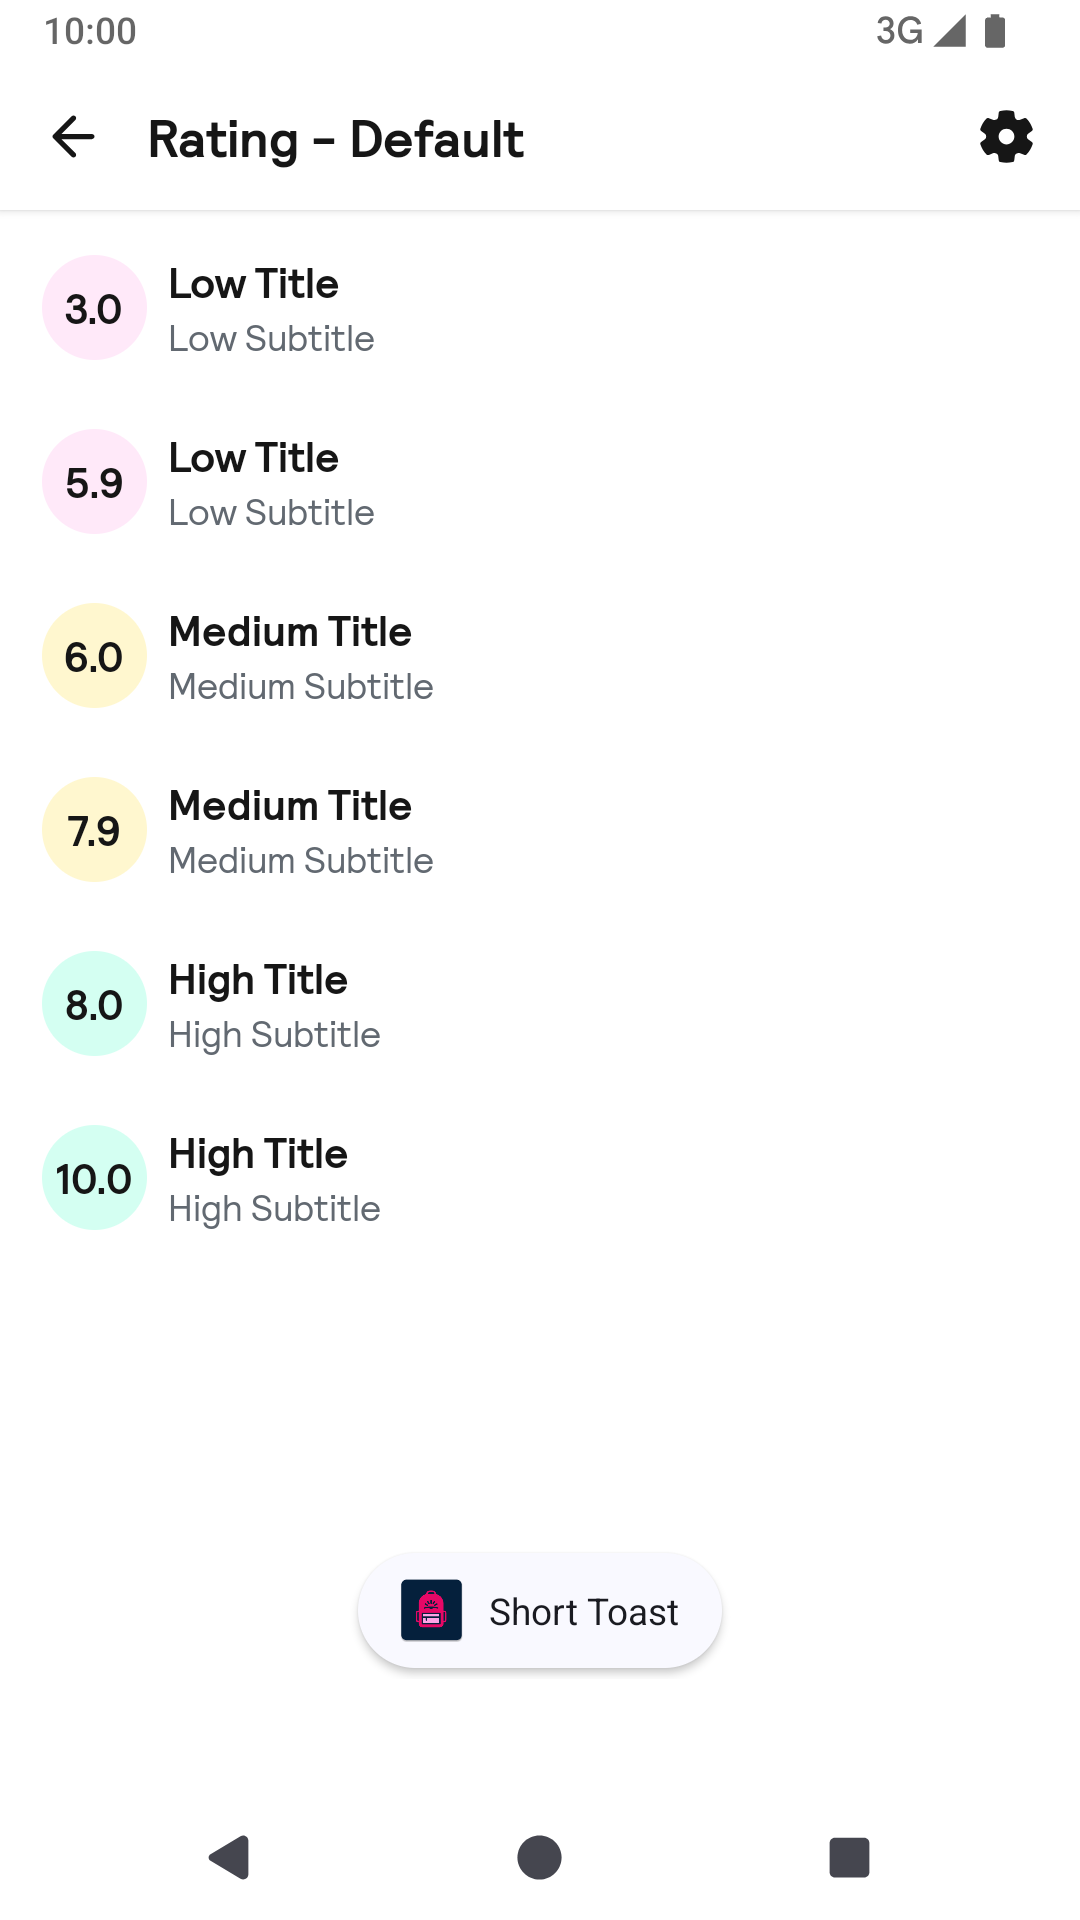 10:00 3G
Rating – Default
3.0 Low Title
Low Subtitle
5.9 Low Title
Low Subtitle
6.0 Medium Title
Medium Subtitle
7.9 Medium Title
Medium Subtitle
8.0 High Title
High Subtitle
10.0 High Title
High Subtitle
Short Toast